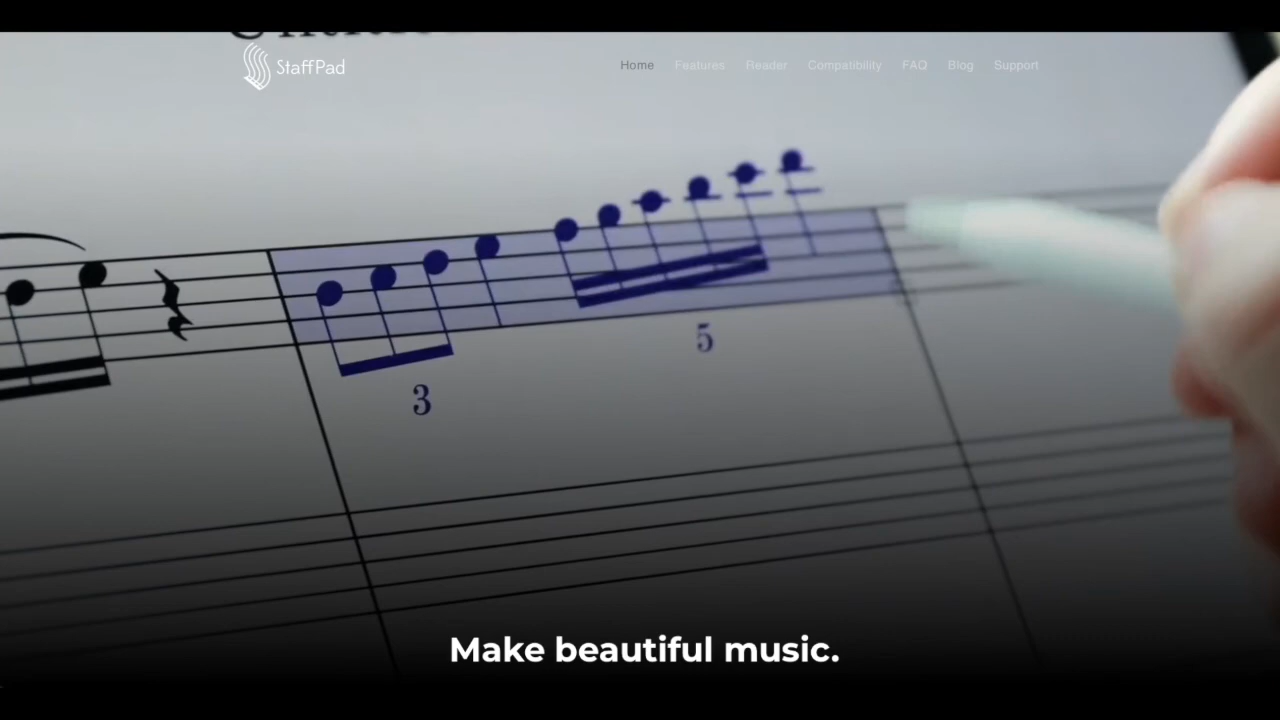 StaffPad
Home Features Reader Compatibility FAQ Blog Support
3
5
Make beautiful music.